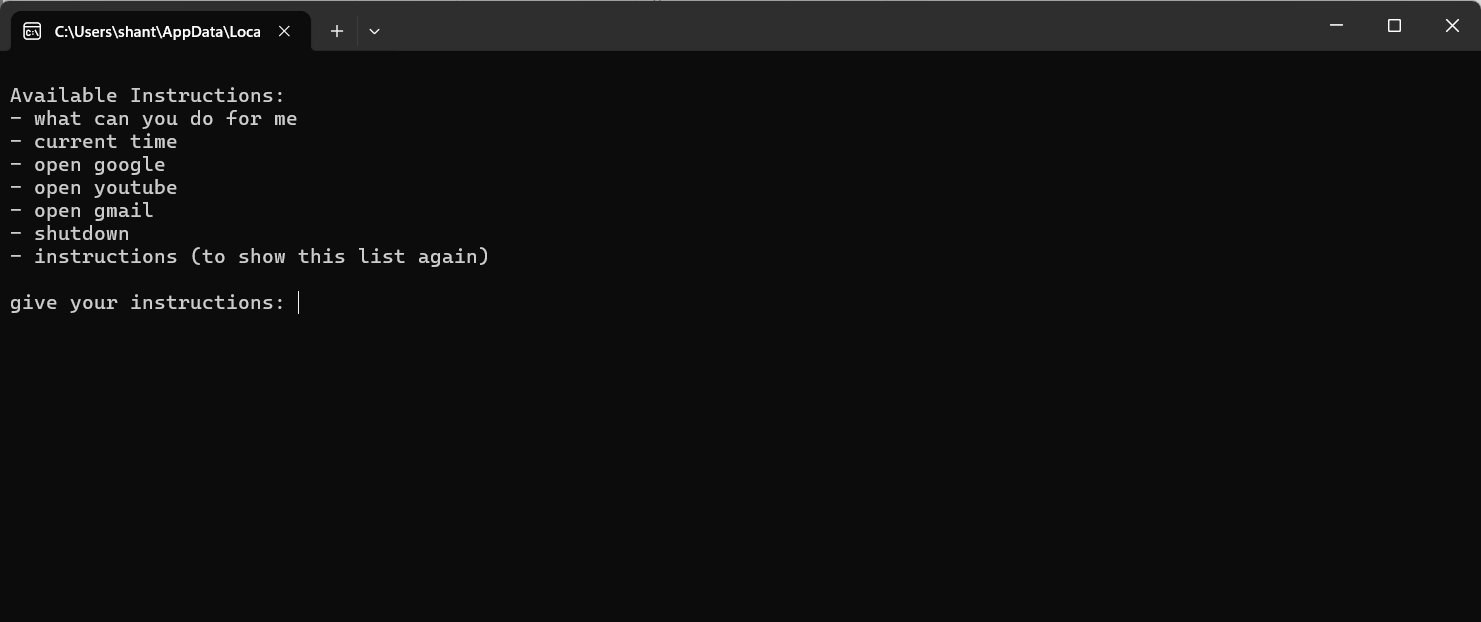 C:\Users\shant\AppData\Loca
Available Instructions:
- what can you do for me
- current time
- open google
- open youtube
- open gmail
- shutdown
- instructions (to show this list again)
give your instructions: